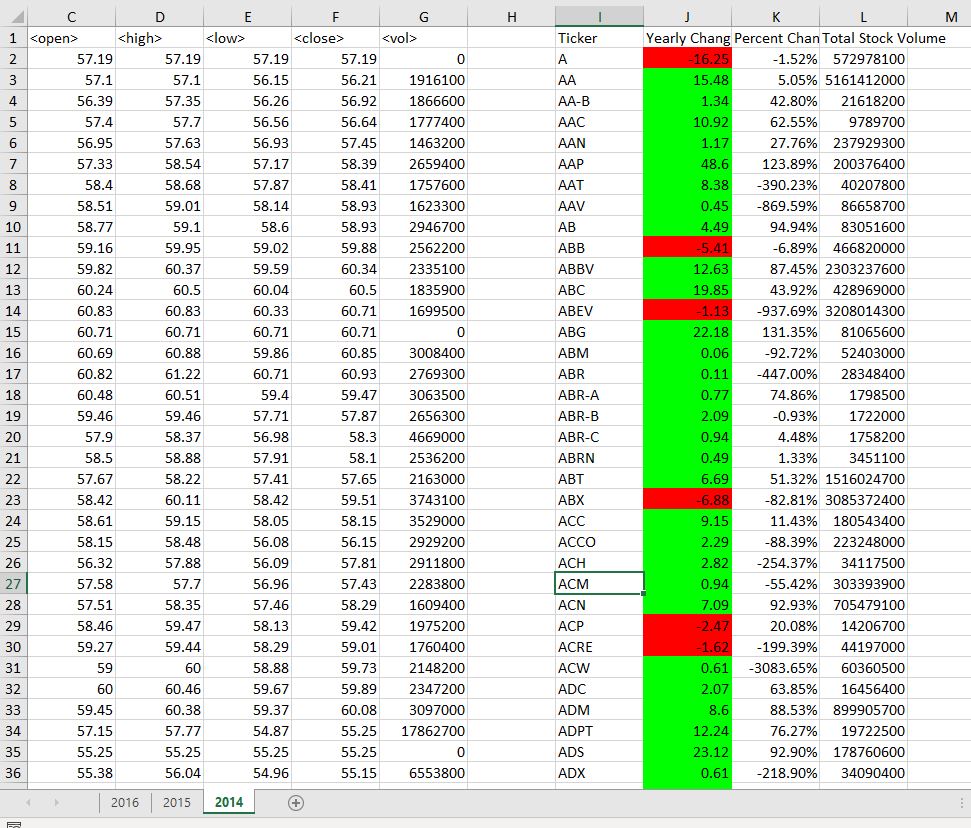 C D E F G H I J K L M
1 <open> <high> <low> <close> <vol> Ticker Yearly Chang Percent Chan Total Stock Volume
2 57.19 57.19 57.19 57.19 0 A -16.25 -1.52% 572978100
3 57.1 57.1 56.15 56.21 1916100 AA 15.48 5.05% 5161412000
4 56.39 57.35 56.26 56.92 1866600 AA-B 1.34 42.80% 21618200
5 57.4 57.7 56.56 56.64 1777400 AAC 10.92 62.55% 9789700
6 56.95 57.63 56.93 57.45 1463200 AAN 1.17 27.76% 237929300
7 57.33 58.54 57.17 58.39 2659400 AAP 48.6 123.89% 200376400
8 58.4 58.68 57.87 58.41 1757600 AAT 8.38 -390.23% 40207800
9 58.51 59.01 58.14 58.93 1623300 AAV 0.45 -869.59% 86658700
10 58.77 59.1 58.6 58.93 2946700 AB 4.49 94.94% 83051600
11 59.16 59.95 59.02 59.88 2562200 ABB -5.41 -6.89% 466820000
12 59.82 60.37 59.59 60.34 2335100 ABBV 12.63 87.45% 2303237600
13 60.24 60.5 60.04 60.5 1835900 ABC 19.85 43.92% 428969000
14 60.83 60.83 60.33 60.71 1699500 ABEV -1.13 -937.69% 3208014300
15 60.71 60.71 60.71 60.71 0 ABG 22.18 131.35% 81065600
16 60.69 60.88 59.86 60.85 3008400 ABM 0.06 -92.72% 52403000
17 60.82 61.22 60.71 60.93 2769300 ABR 0.11 -447.00% 28348400
18 60.48 60.51 59.4 59.47 3063500 ABR-A 0.77 74.86% 1798500
19 59.46 59.46 57.71 57.87 2656300 ABR-B 2.09 -0.93% 1722000
20 57.9 58.37 56.98 58.3 4669000 ABR-C 0.94 4.48% 1758200
21 58.5 58.88 57.91 58.1 2536200 ABRN 0.49 1.33% 3451100
22 57.67 58.22 57.41 57.65 2163000 ABT 6.69 51.32% 1516024700
23 58.42 60.11 58.42 59.51 3743100 ABX -6.88 -82.81% 3085372400
24 58.61 59.15 58.05 58.15 3529000 ACC 9.15 11.43% 180543400
25 58.15 58.48 56.08 56.15 2929200 ACCO 2.29 -88.39% 223248000
26 56.32 57.88 56.09 57.81 2911800 ACH 2.82 -254.37% 34117500
27 57.58 57.7 56.96 57.43 2283800 ACM 0.94 -55.42% 303393900
28 57.51 58.35 57.46 58.29 1609400 ACN 7.09 92.93% 705479100
29 58.46 59.47 58.13 59.42 1975200 ACP -2.47 20.08% 14206700
30 59.27 59.44 58.29 59.01 1760400 ACRE -1.62 -199.39% 44197000
31 59 60 58.88 59.73 2148200 ACW 0.61 -3083.65% 60360500
32 60 60.46 59.67 59.89 2347200 ADC 2.07 63.85% 16456400
33 59.45 60.38 59.37 60.08 3097000 ADM 8.6 88.53% 899905700
34 57.15 57.77 54.87 55.25 17862700 ADPT 12.24 76.27% 19722500
35 55.25 55.25 55.25 55.25 0 ADS 23.12 92.90% 178760600
36 55.38 56.04 54.96 55.15 6553800 ADX 0.61 -218.90% 34090400
2016 2015 2014